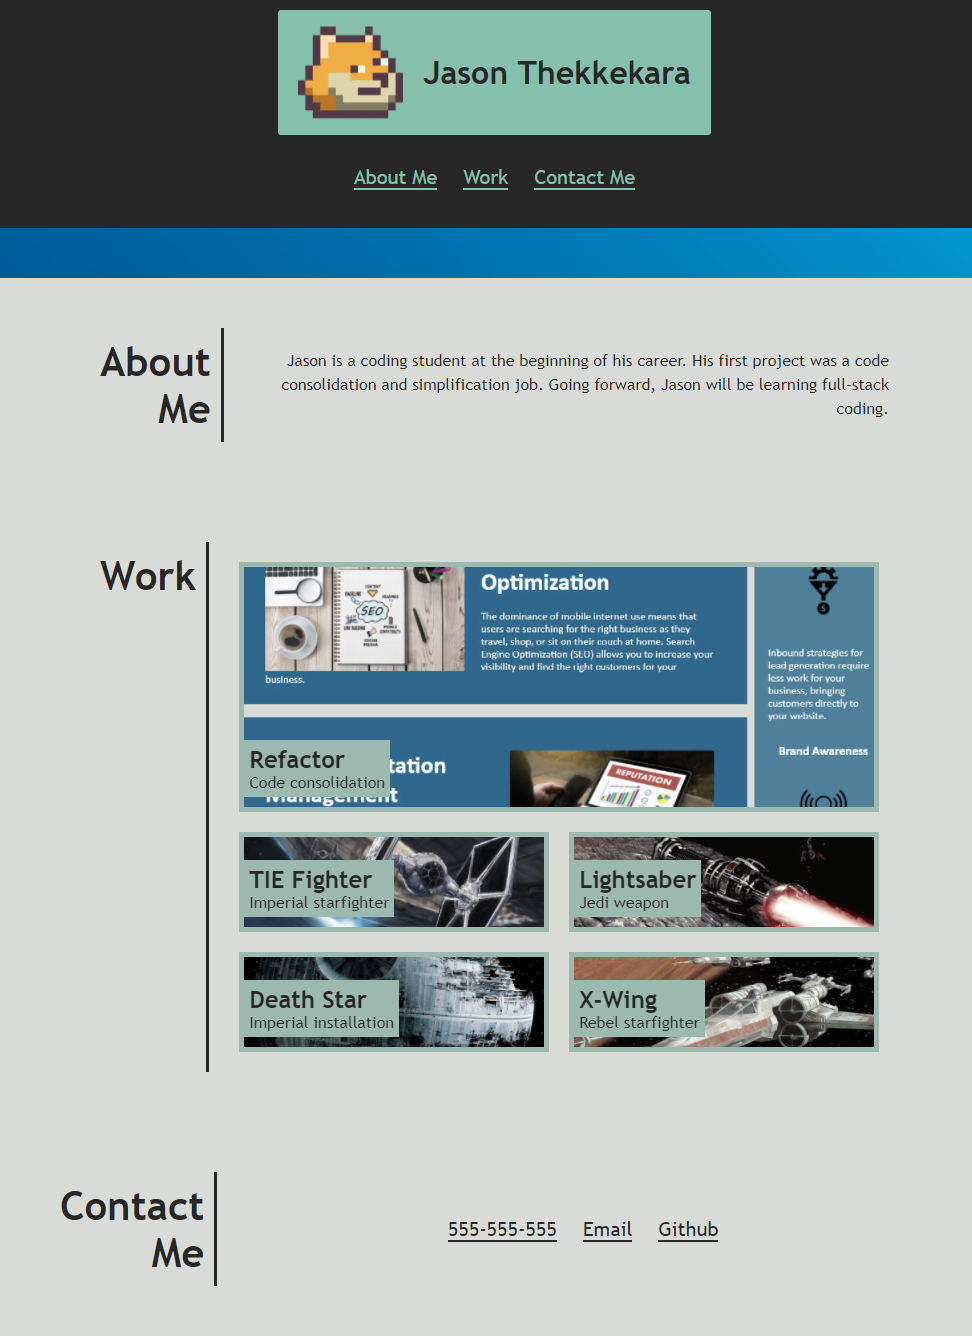 Jason Thekkekara
About Me Work Contact Me
About
Me
Jason is a coding student at the beginning of his career. His first project was a code
consolidation and simplification job. Going forward, Jason will be learning full-stack
coding.
Work
SEO
Optimization
The dominance of mobile internet use means that
users are searching for the right business as they
travel, shop, or sit on their couch at home. Search
Engine Optimization (SEO) allows you to increase your
visibility and find the right customers for your
business.
Inbound strategies for
lead generation require
less work for your
business, bringing
customers directly to
your website.
Brand Awareness
tation
Management
REPUTATION
Refactor
Code consolidation
TIE Fighter
Imperial starfighter
Lightsaber
Jedi weapon
Death Star
Imperial installation
X-Wing
Rebel starfighter
Contact
Me
555-555-555 Email Github